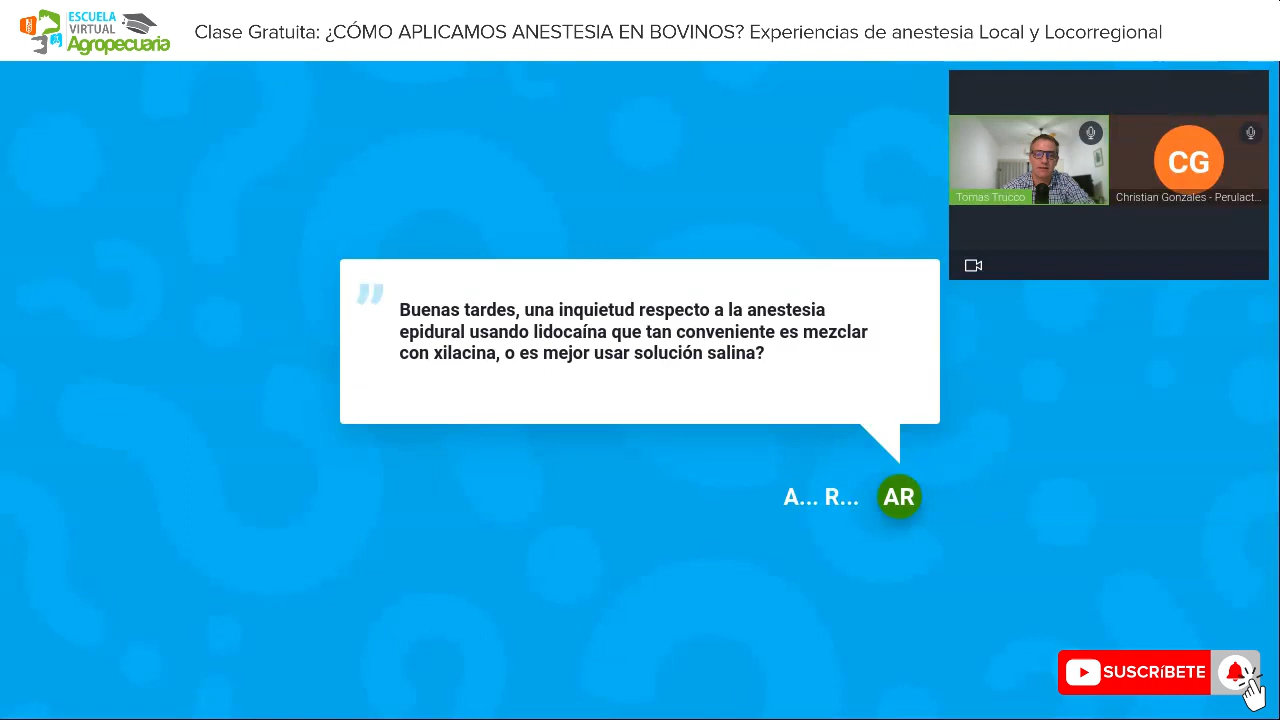 ESCUELA
VIRTUAL
Agropecuaria
Clase Gratuita: ¿CÓMO APLICAMOS ANESTESIA EN BOVINOS? Experiencias de anestesia Local y Locorregional
CG
Tomas Trucco
Christian Gonzáles - Perulact...
Buenas tardes, una inquietud respecto a la anestesia
epidural usando lidocaína que tan conveniente es mezclar
con xilacina, o es mejor usar solución salina?
A... R...
AR
SUSCRíBETE